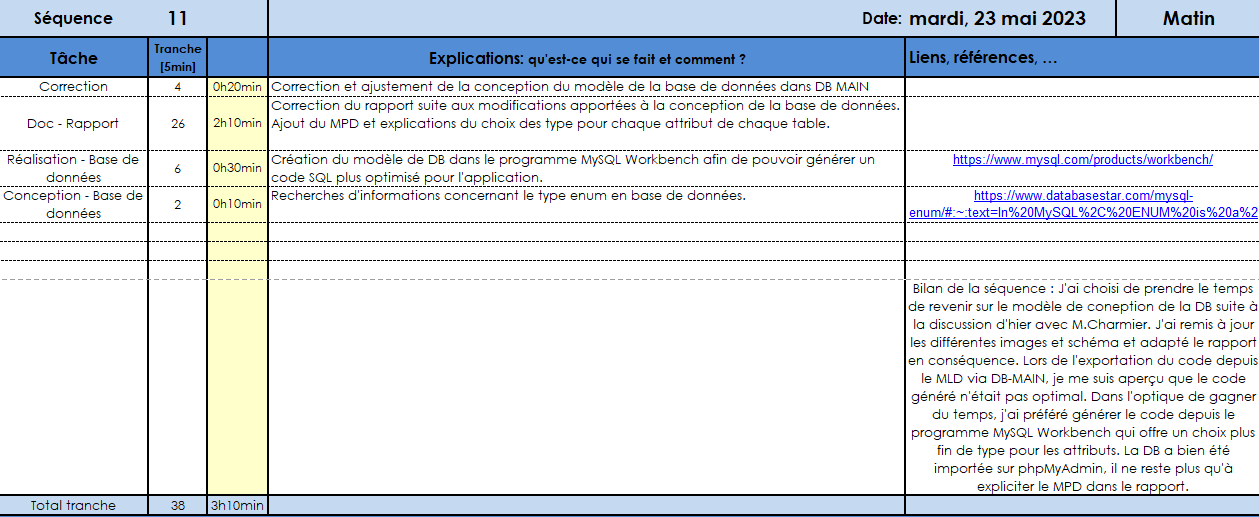 Séquence 11 Date: mardi, 23 mai 2023 Matin
Tâche Tranche [5min] Explications: qu'est-ce qui se fait et comment ? Liens, références, ...
Correction 4 0h20min Correction et ajustement de la conception du modèle de la base de données dans DB MAIN
Doc - Rapport 26 2h10min Correction du rapport suite aux modifications apportées à la conception de la base de données.
Ajout du MPD et explications du choix des type pour chaque attribut de chaque table.
Réalisation - Base de données 6 0h30min Création du modèle de DB dans le programme MySQL Workbench afin de pouvoir générer un
code SQL plus optimisé pour l'application.
https://www.mysql.com/products/workbench/
Conception - Base de données 2 0h10min Recherches d'informations concernant le type enum en base de données.
https://www.databasestar.com/mysql-
enum/#:~:text=In%20MySQL%2C%20ENUM%20is%20a%2
Bilan de la séquence : J'ai choisi de prendre le temps
de revenir sur le modèle de coneption de la DB suite à
la discussion d'hier avec M.Charmier. J'ai remis à jour
les différentes images et schéma et adapté le rapport
en conséquence. Lors de l'exportation du code depuis
le MLD via DB-MAIN, je me suis aperçu que le code
généré n'était pas optimal. Dans l'optique de gagner
du temps, j'ai préféré générer le code depuis le
programme MySQL Workbench qui offre un choix plus
fin de type pour les attributs. La DB a bien été
importée sur phpMyAdmin, il ne reste plus qu'à
expliciter le MPD dans le rapport.
Total tranche 38 3h10min